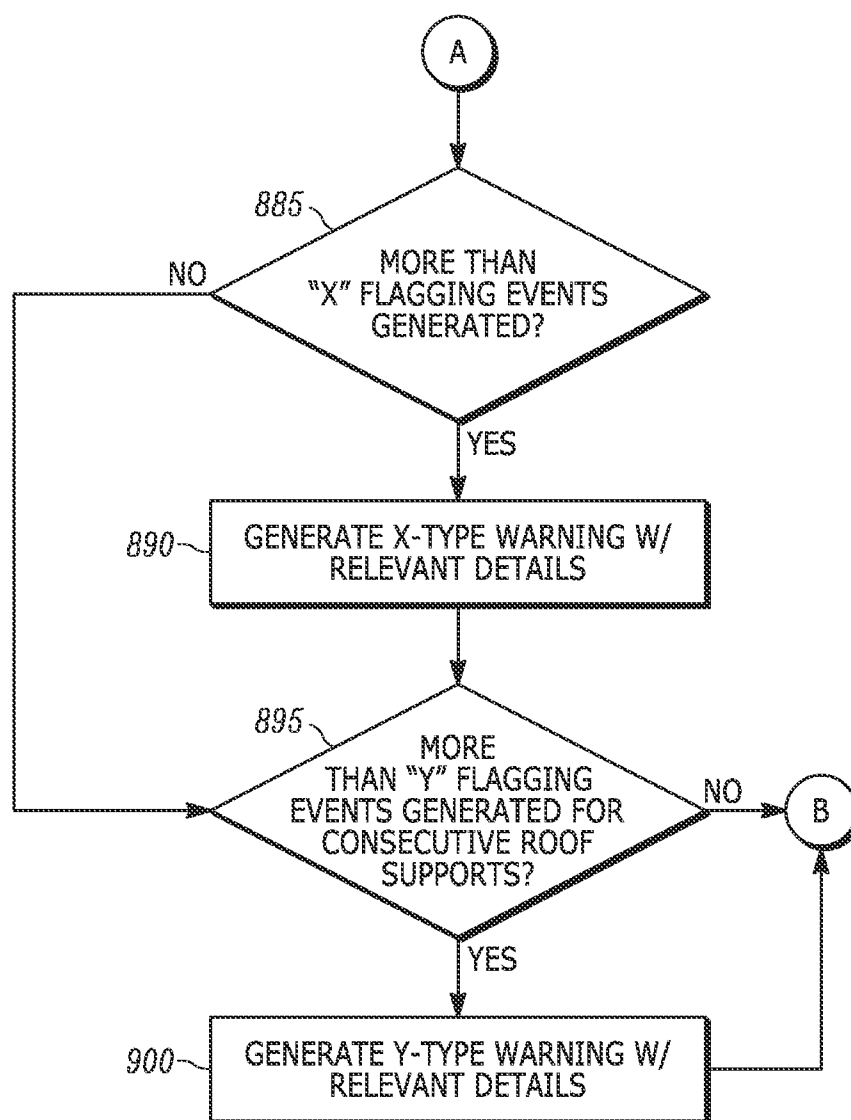 A
885
MORE THAN
"X" FLAGGING EVENTS
GENERATED?
NO
YES
890
GENERATE X-TYPE WARNING W/
RELEVANT DETAILS
895
MORE
THAN "Y" FLAGGING
EVENTS GENERATED FOR
CONSECUTIVE ROOF
SUPPORTS?
NO
B
YES
900
GENERATE Y-TYPE WARNING W/
RELEVANT DETAILS